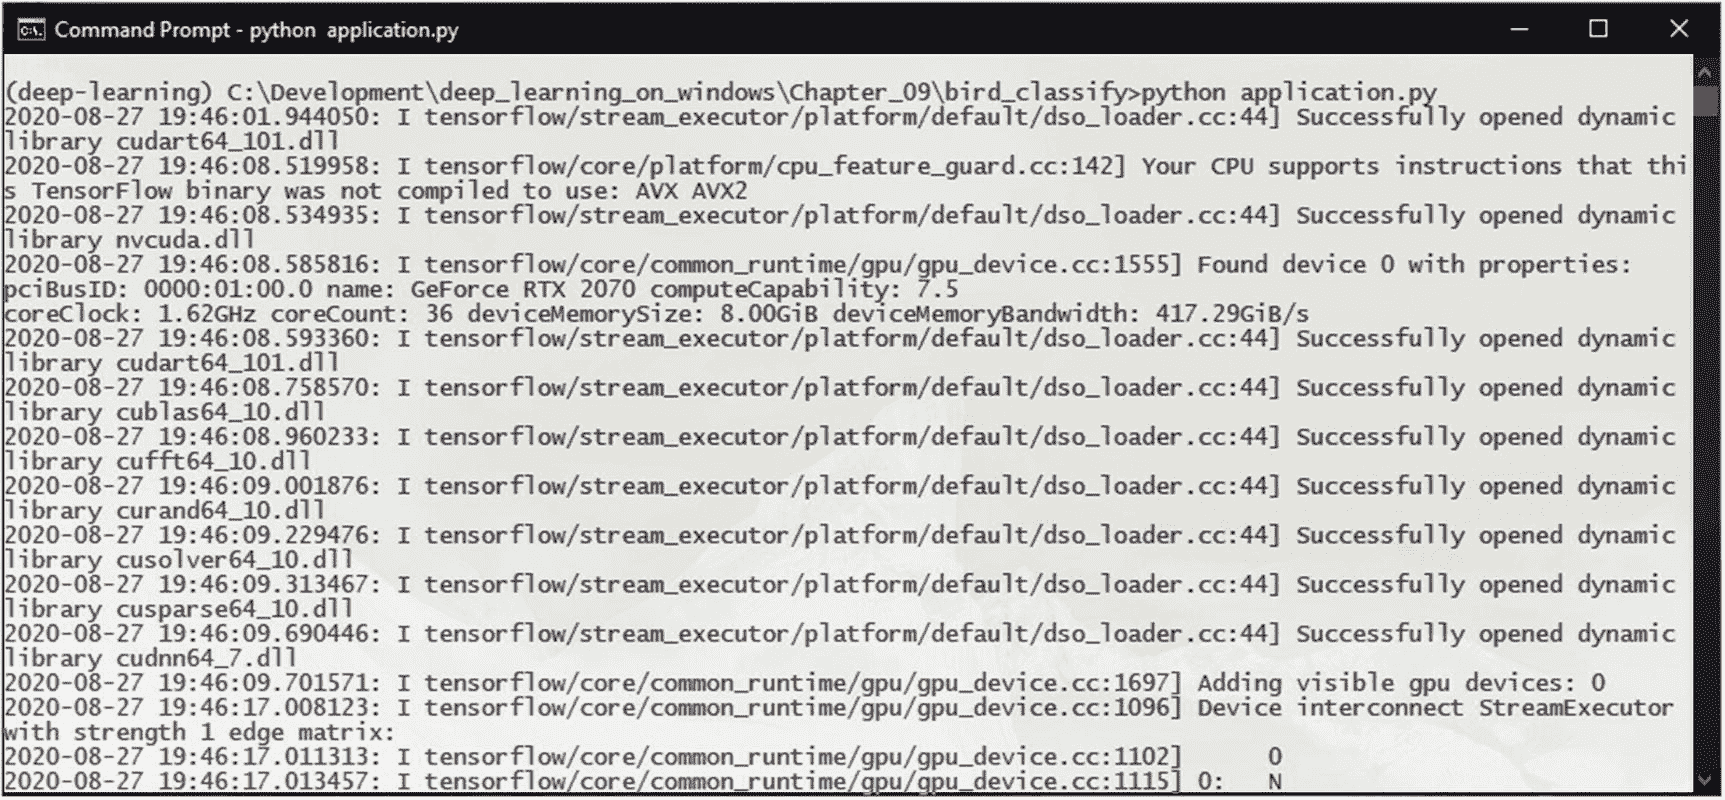 Command Prompt - python  application.py
(deep-learning) C:\Development\deep_learning_on_windows\Chapter_09\bird_classify>python application.py
2020-08-27 19:46:01.944050: I tensorflow/stream_executor/platform/default/dso_loader.cc:44] Successfully opened dynamic
library cudart64_101.dll
2020-08-27 19:46:08.519958: I tensorflow/core/platform/cpu_feature_guard.cc:142] Your CPU supports instructions that thi
s TensorFlow binary was not compiled to use: AVX AVX2
2020-08-27 19:46:08.534935: I tensorflow/stream_executor/platform/default/dso_loader.cc:44] Successfully opened dynamic
library nvcuda.dll
2020-08-27 19:46:08.585816: I tensorflow/core/common_runtime/gpu/gpu_device.cc:1555] Found device 0 with properties:
pciBusID: 0000:01:00.0 name: GeForce RTX 2070 computeCapability: 7.5
coreClock: 1.62GHz coreCount: 36 deviceMemorySize: 8.00GiB deviceMemoryBandwidth: 417.29GiB/s
2020-08-27 19:46:08.593360: I tensorflow/stream_executor/platform/default/dso_loader.cc:44] Successfully opened dynamic
library cudart64_101.dll
2020-08-27 19:46:08.758570: I tensorflow/stream_executor/platform/default/dso_loader.cc:44] Successfully opened dynamic
library cublas64_10.dll
2020-08-27 19:46:08.960233: I tensorflow/stream_executor/platform/default/dso_loader.cc:44] Successfully opened dynamic
library cufft64_10.dll
2020-08-27 19:46:09.001876: I tensorflow/stream_executor/platform/default/dso_loader.cc:44] Successfully opened dynamic
library curand64_10.dll
2020-08-27 19:46:09.229476: I tensorflow/stream_executor/platform/default/dso_loader.cc:44] Successfully opened dynamic
library cusolver64_10.dll
2020-08-27 19:46:09.313467: I tensorflow/stream_executor/platform/default/dso_loader.cc:44] Successfully opened dynamic
library cusparse64_10.dll
2020-08-27 19:46:09.690446: I tensorflow/stream_executor/platform/default/dso_loader.cc:44] Successfully opened dynamic
library cudnn64_7.dll
2020-08-27 19:46:09.701571: I tensorflow/core/common_runtime/gpu/gpu_device.cc:1697] Adding visible gpu devices: 0
2020-08-27 19:46:17.008123: I tensorflow/core/common_runtime/gpu/gpu_device.cc:1096] Device interconnect StreamExecutor
with strength 1 edge matrix:
2020-08-27 19:46:17.011313: I tensorflow/core/common_runtime/gpu/gpu_device.cc:1102]      0
2020-08-27 19:46:17.013457: I tensorflow/core/common_runtime/gpu/gpu_device.cc:1115] 0:   N